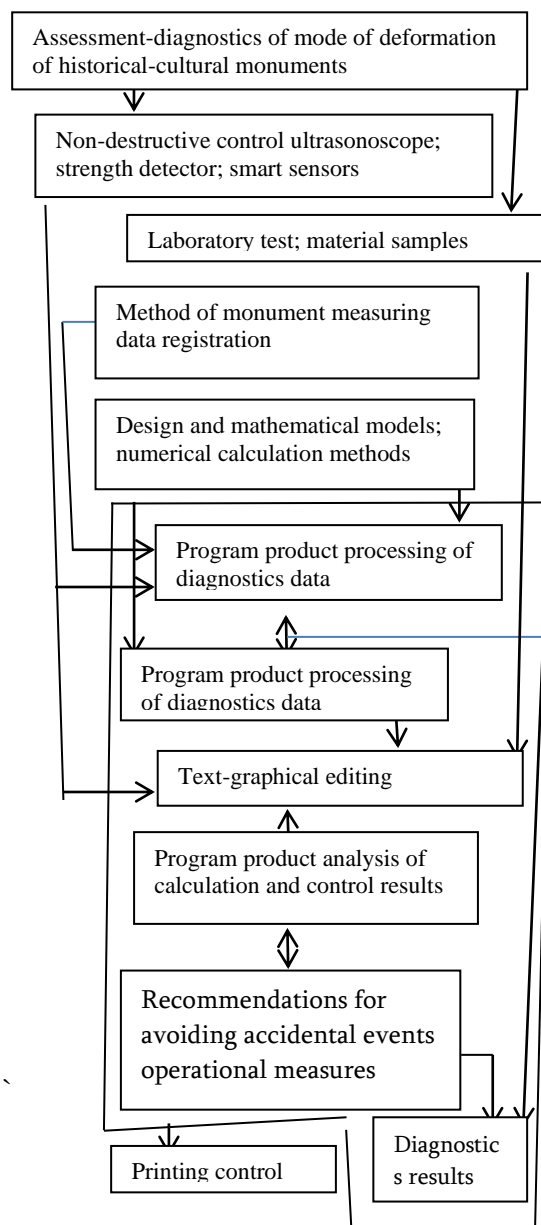 Assessment-diagnostics of mode of deformation
of historical-cultural monuments
Non-destructive control ultrasonoscope;
strength detector; smart sensors
Laboratory test; material samples
Method of monument measuring
data registration
Design and mathematical models;
numerical calculation methods
Program product processing of
diagnostics data
Program product processing
of diagnostics data
Text-graphical editing
Program product analysis of
calculation and control results
Recommendations for
avoiding accidental events
operational measures
`
Printing control
Diagnostic
s results